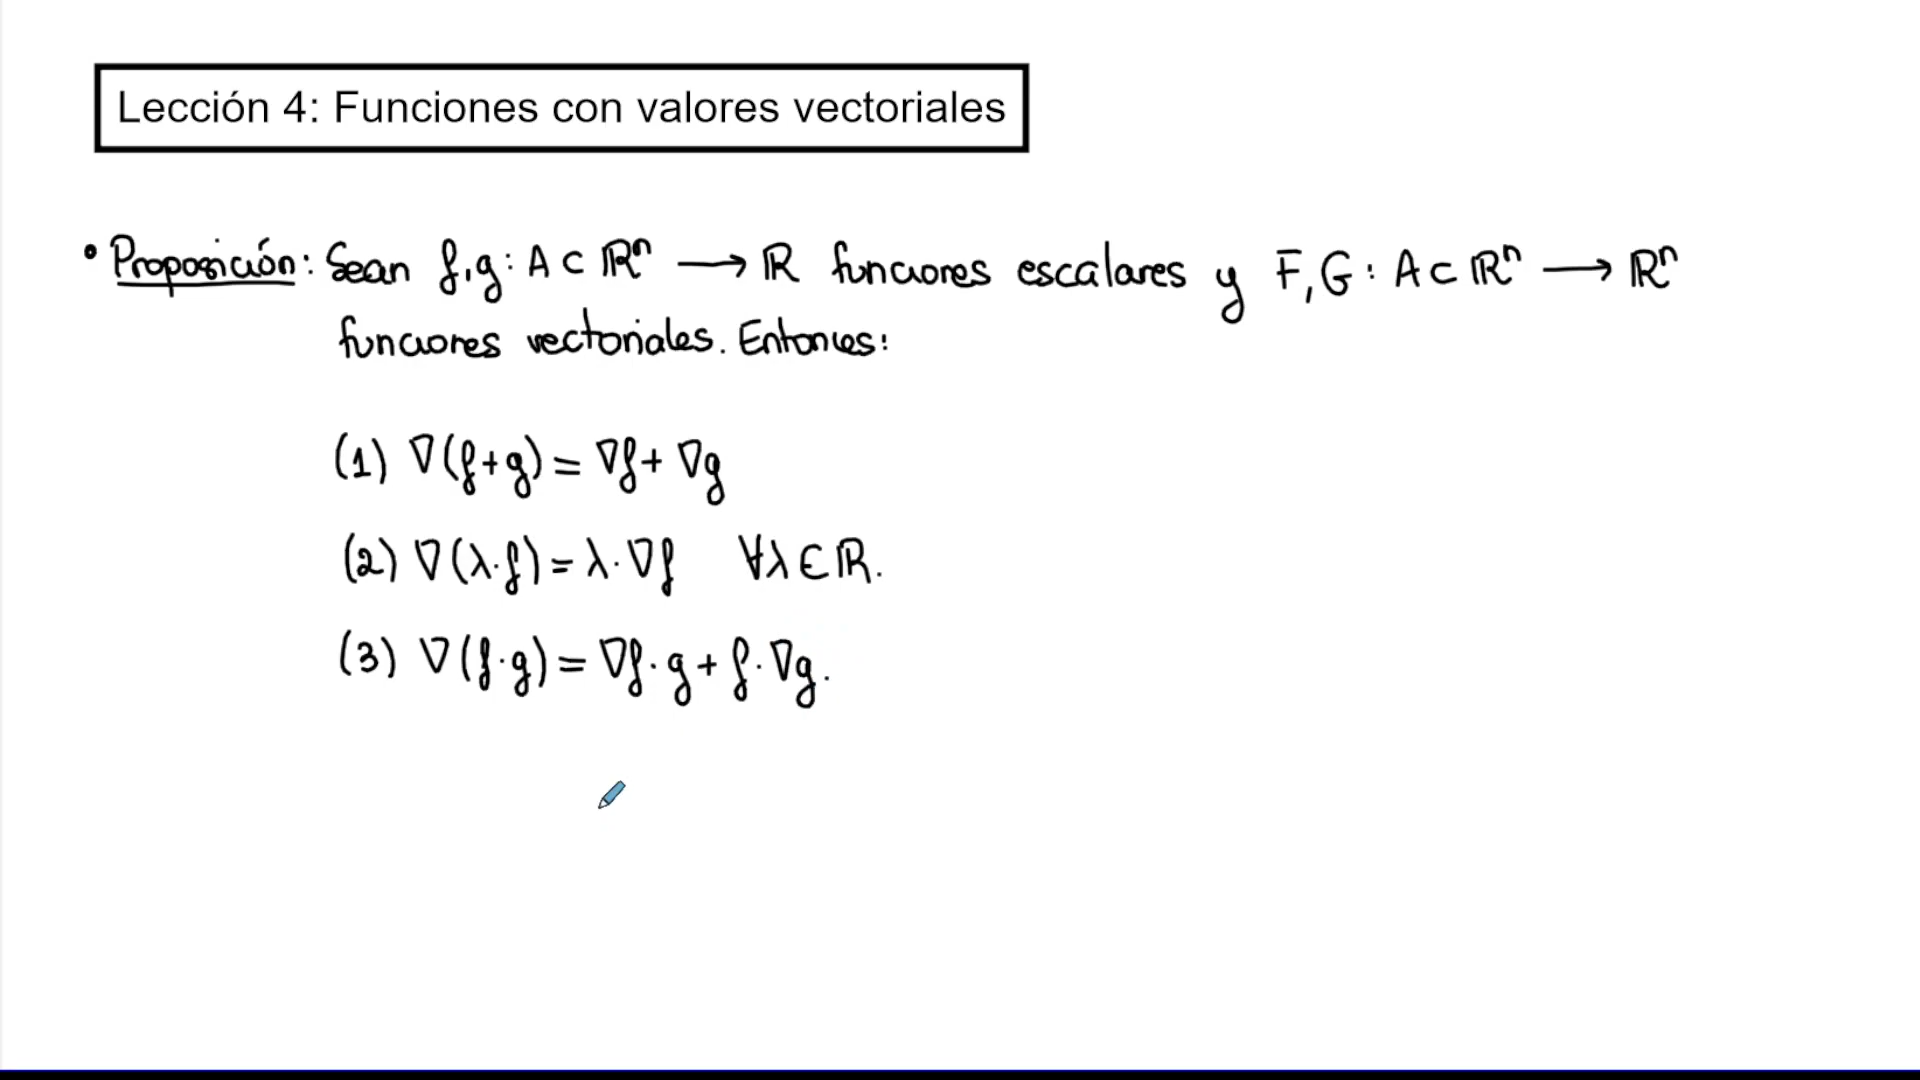 Lección 4: Funciones con valores vectoriales
• Proposición: Sean f,g: A ⊂ ℝⁿ ⟶ ℝ funciones escalares y F,G: A ⊂ ℝⁿ ⟶ ℝⁿ
funciones vectoriales. Entonces:
(1) ∇(f+g) = ∇f + ∇g
(2) ∇(λ·f) = λ·∇f ∀λ∈ℝ.
(3) ∇(f·g) = ∇f·g + f·∇g.